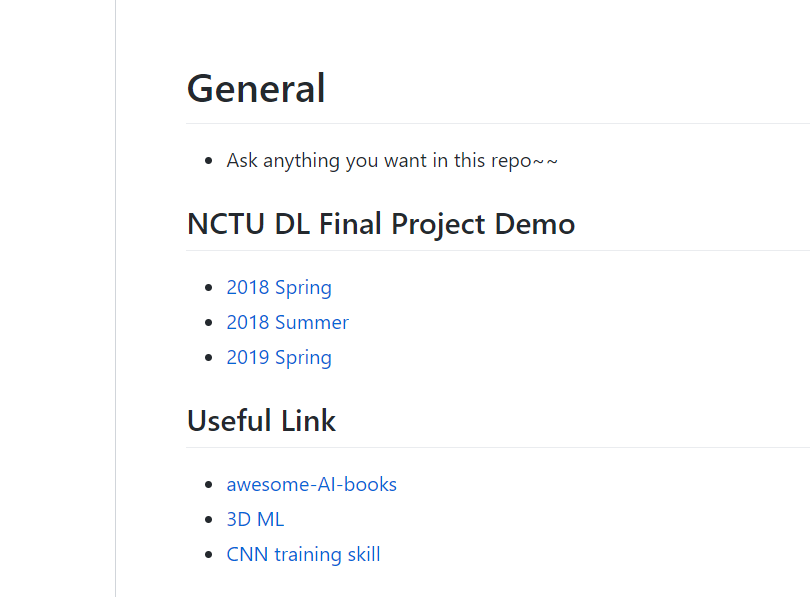 General
Ask anything you want in this repo~~
NCTU DL Final Project Demo
2018 Spring
2018 Summer
2019 Spring
Useful Link
awesome-AI-books
3D ML
CNN training skill